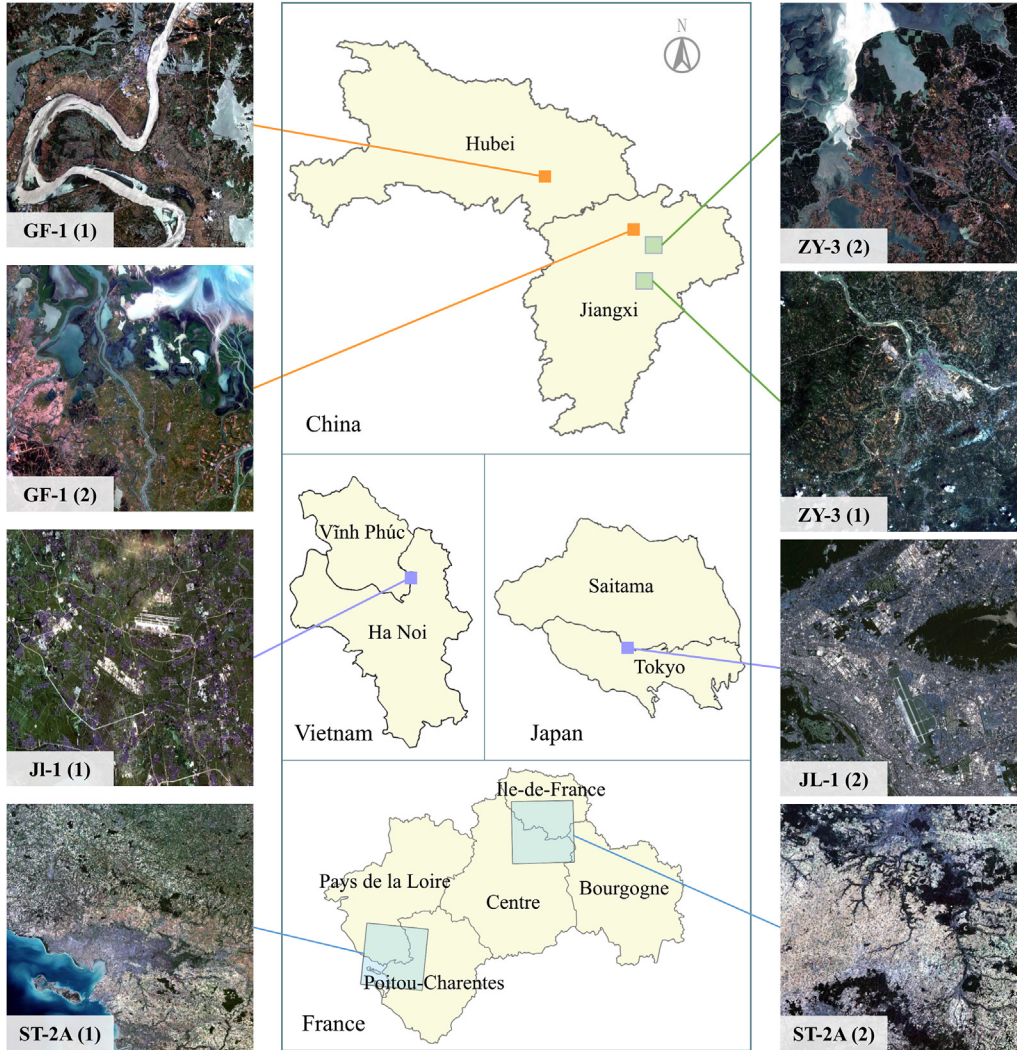 N
Hubei
GF-1 (1)
ZY-3 (2)
Jiangxi
China
GF-1 (2)
ZY-3 (1)
Vĩnh Phúc
Saitama
Ha Noi
Tokyo
Vietnam
Japan
Jl-1 (1)
JL-1 (2)
Ile-de-France
Pays de la Loire
Bourgogne
Centre
Poitou-Charentes
France
ST-2A (1)
ST-2A (2)